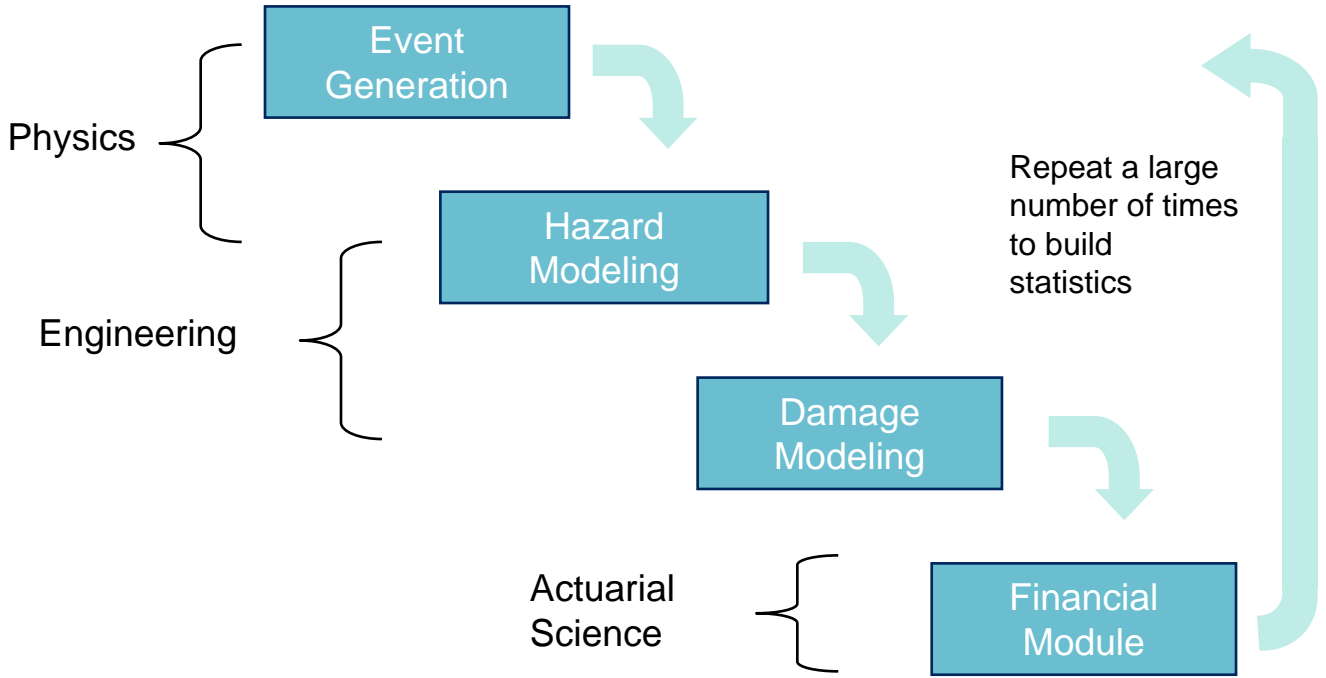 Event
Generation
Physics
Repeat a large
number of times
to build
statistics
Hazard
Modeling
Engineering
Damage
Modeling
Actuarial
Science
Financial
Module